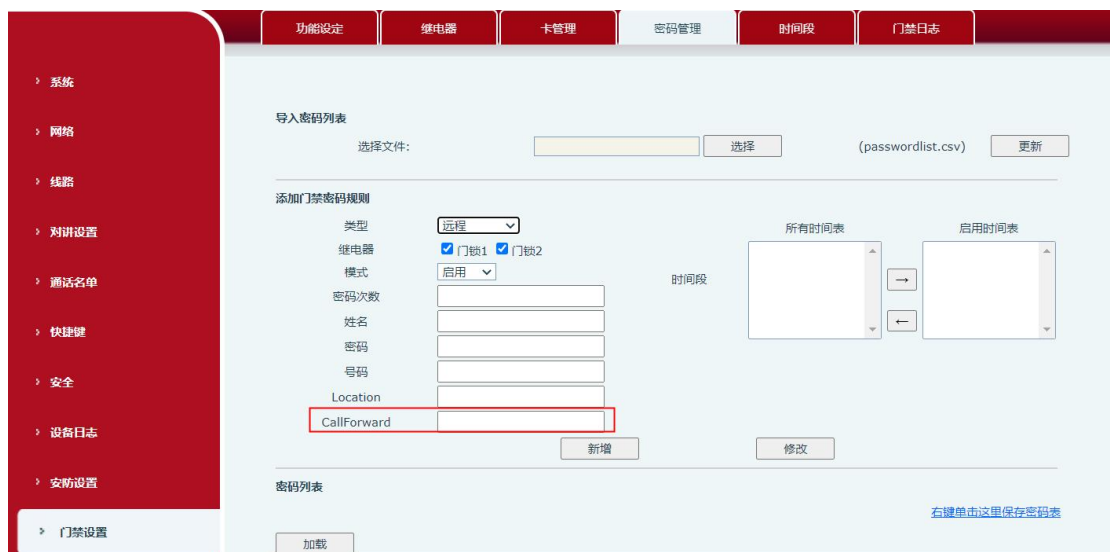 功能设定 继电器 卡管理 密码管理 时间段 门禁日志
系统
网络
线路
对讲设置
通话名单
快捷键
安全
设备日志
安防设置
门禁设置
导入密码列表
选择文件: 选择 (passwordlist.csv) 更新
添加门禁密码规则
类型 远程
继电器 门锁1 门锁2
模式 启用
密码次数
姓名
密码
号码
Location
CallForward
时间段
所有时间表 启用时间表
→
←
新增 修改
密码列表
右键单击这里保存密码表
加载